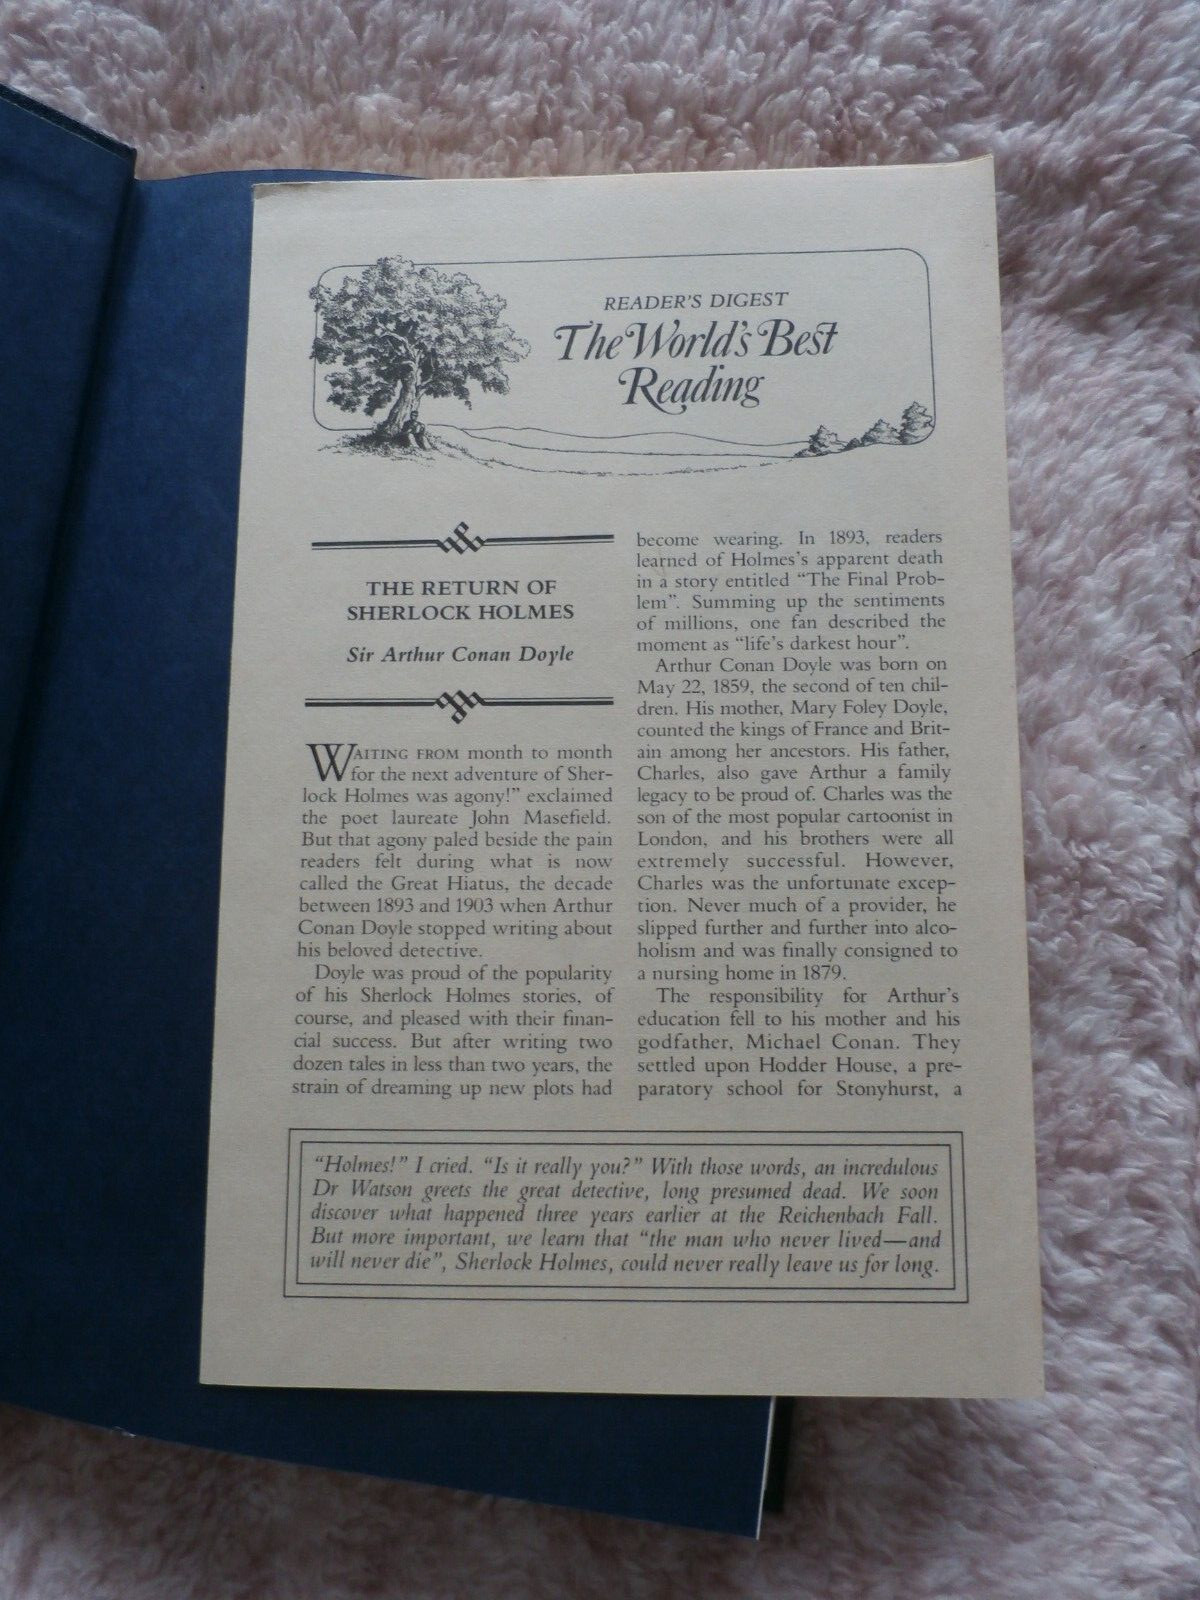 READER'S DIGEST
The World's Best
Reading
THE RETURN OF
SHERLOCK HOLMES
Sir Arthur Conan Doyle
WAITING FROM month to month
for the next adventure of Sher-
lock Holmes was agony!" exclaimed
the poet laureate John Masefield.
But that agony paled beside the pain
readers felt during what is now
called the Great Hiatus, the decade
between 1893 and 1903 when Arthur
Conan Doyle stopped writing about
his beloved detective.
Doyle was proud of the popularity
of his Sherlock Holmes stories, of
course, and pleased with their finan-
cial success. But after writing two
dozen tales in less than two years, the
strain of dreaming up new plots had
become wearing. In 1893, readers
learned of Holmes's apparent death
in a story entitled "The Final Prob-
lem". Summing up the sentiments
of millions, one fan described the
moment as "life's darkest hour".
Arthur Conan Doyle was born on
May 22, 1859, the second of ten chil-
dren. His mother, Mary Foley Doyle,
counted the kings of France and Brit-
ain among her ancestors. His father,
Charles, also gave Arthur a family
legacy to be proud of. Charles was the
son of the most popular cartoonist in
London, and his brothers were all
extremely successful. However,
Charles was the unfortunate excep-
tion. Never much of a provider, he
slipped further and further into alco-
holism and was finally consigned to
a nursing home in 1879.
The responsibility for Arthur's
education fell to his mother and his
godfather, Michael Conan. They
settled upon Hodder House, a pre-
paratory school for Stonyhurst, a
"Holmes!" I cried. "Is it really you?" With those words, an incredulous
Dr Watson greets the great detective, long presumed dead. We soon
discover what happened three years earlier at the Reichenbach Fall.
But more important, we learn that "the man who never lived—and
will never die", Sherlock Holmes, could never really leave us for long.